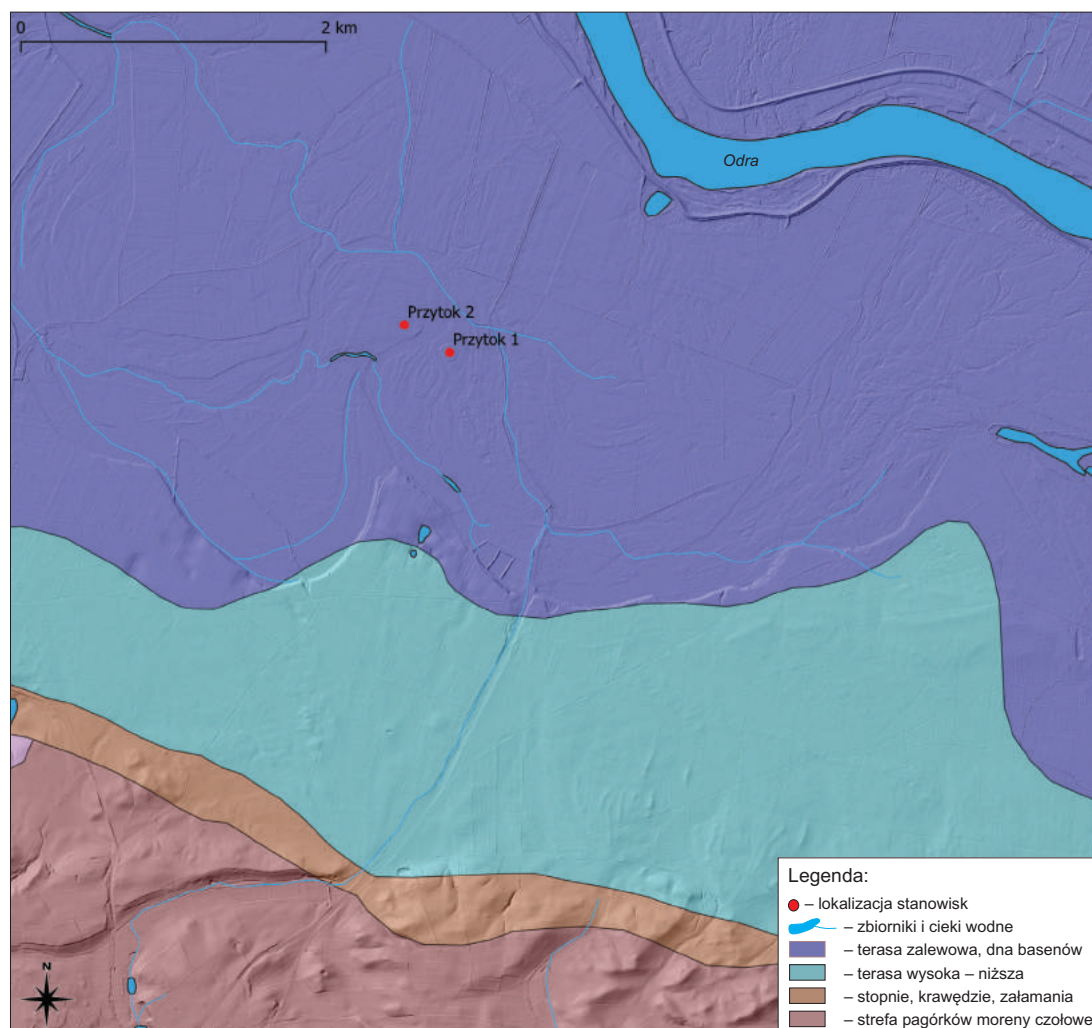 0 2 km
Odra
Przytok 2
Przytok 1
N
Legenda:
– lokalizacja stanowisk
– zbiorniki i cieki wodne
– terasa zalewowa, dna basenów
– terasa wysoka – niższa
– stopnie, krawędzie, załamania
– strefa pagórków moreny czołowe